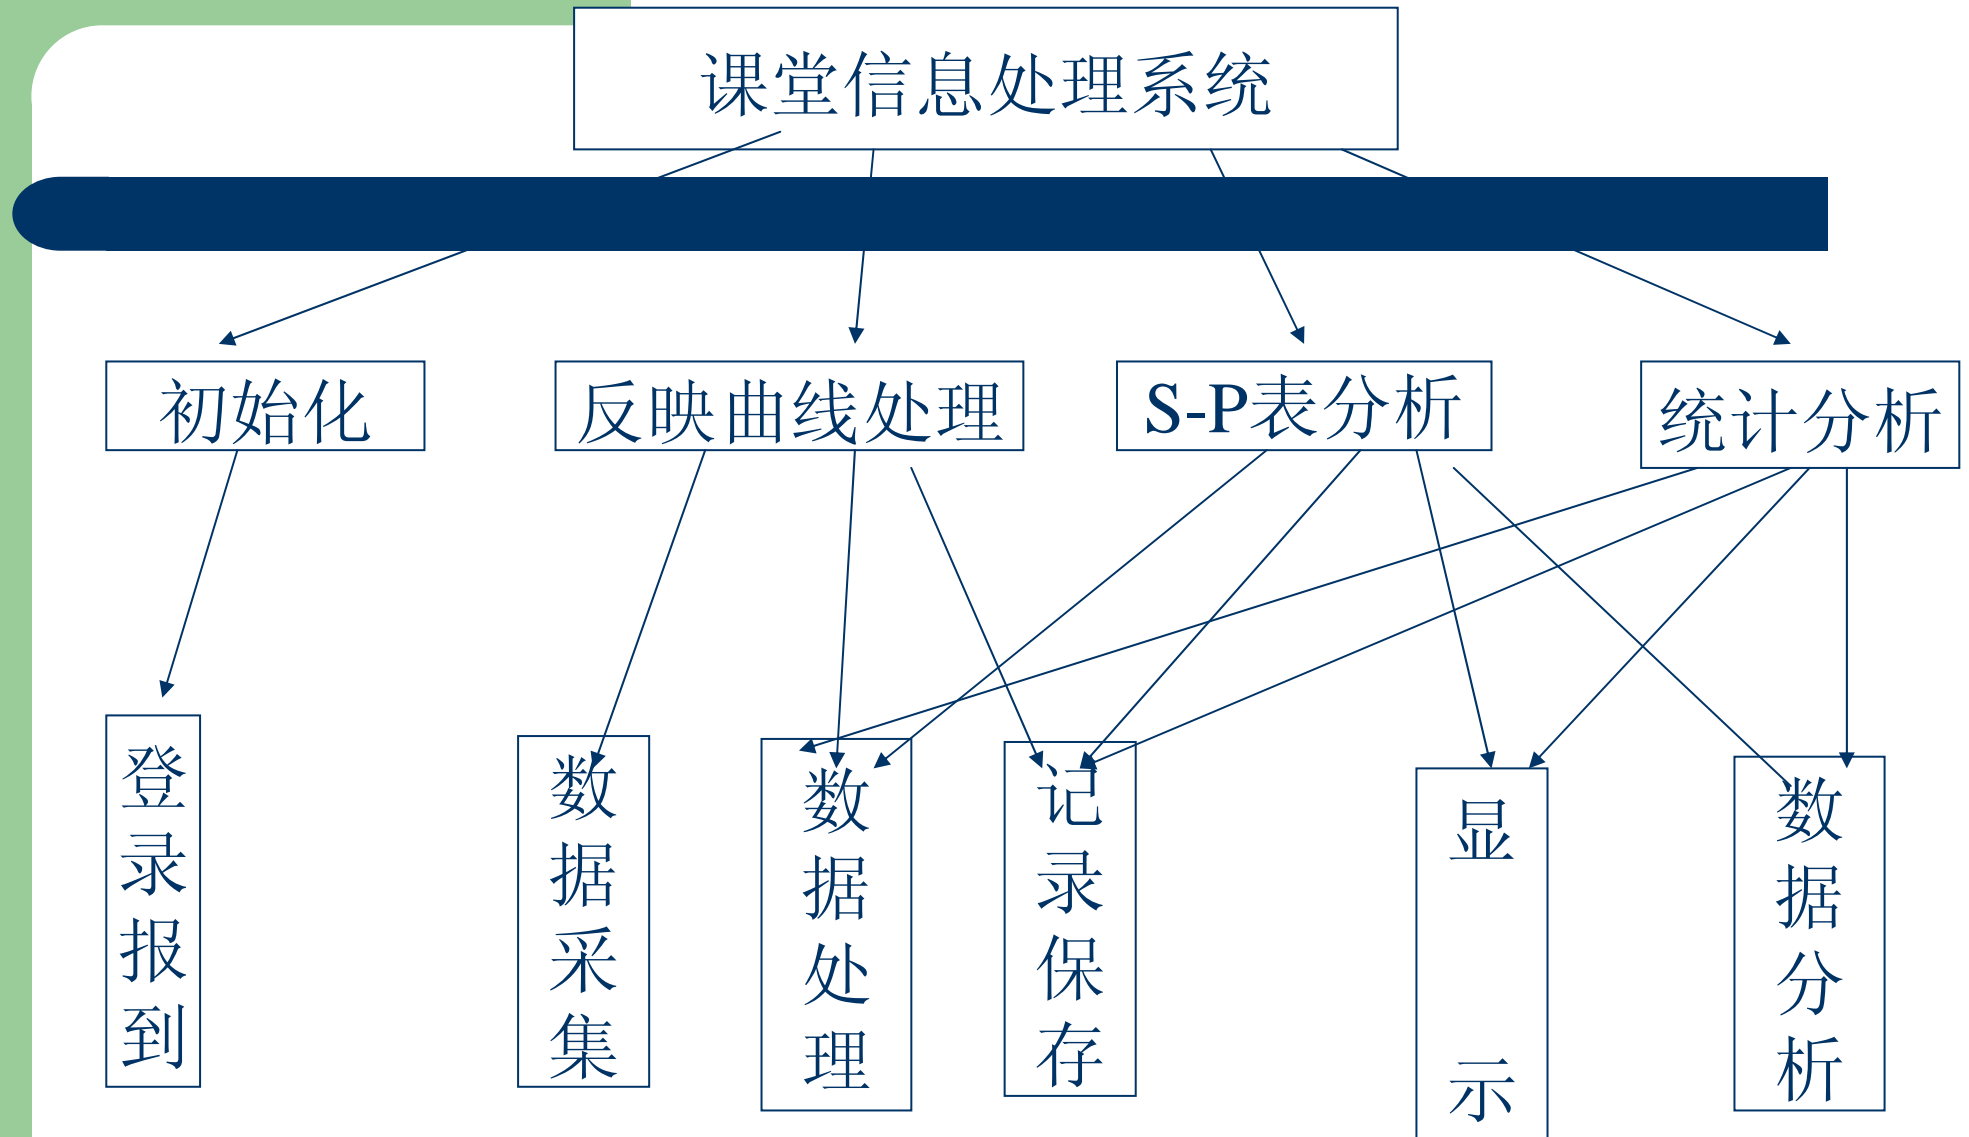 课堂信息处理系统
初始化
反映曲线处理
S-P表分析
统计分析
登录报到
数据采集
数据处理
记录保存
显示
数据分析